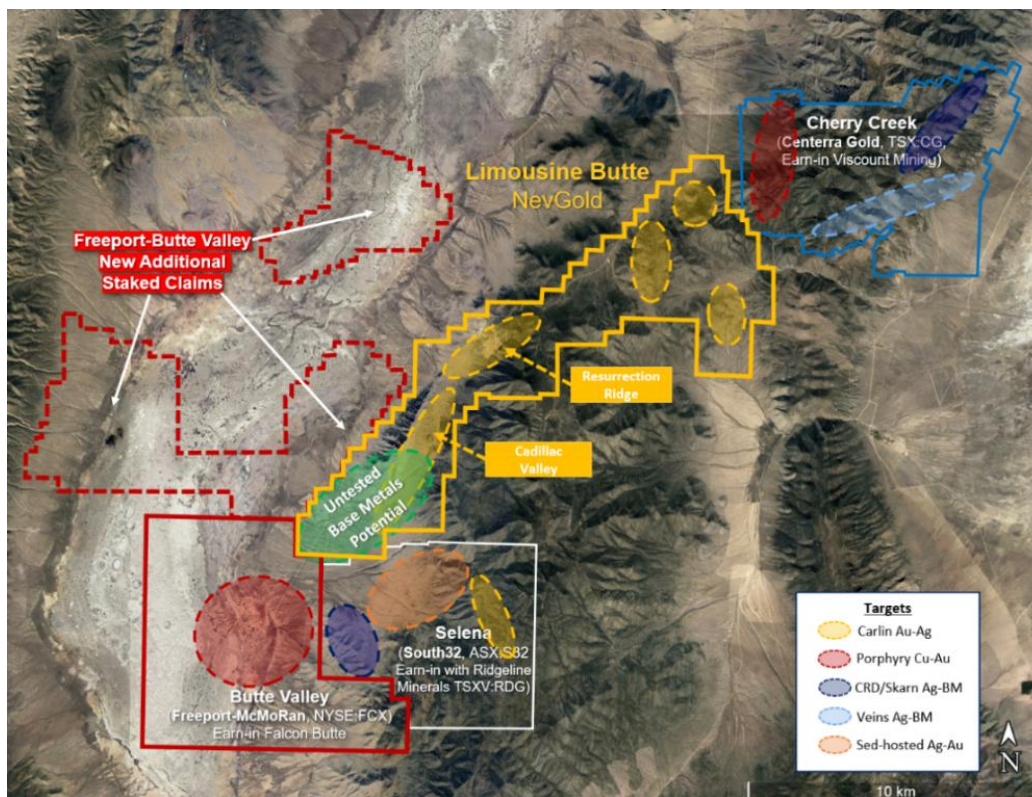 Cherry Creek
(Centerra Gold, TSX:CG,
Earn-in Viscount Mining)
Limousine Butte
NevGold
Freeport-Butte Valley
New Additional
Staked Claims
Resurrection
Ridge
Cadillac
Valley
Untested
Base Metals
Potential
Selena
(South32, ASX:S32
Earn-in with Ridgeline
Minerals TSXV:RDG)
Butte Valley
(Freeport-McMoRan, NYSE:FCX)
Earn-in Falcon Butte
Targets
Carlin Au-Ag
Porphyry Cu-Au
CRD/Skarn Ag-BM
Veins Ag-BM
Sed-hosted Ag-Au
N
10 km